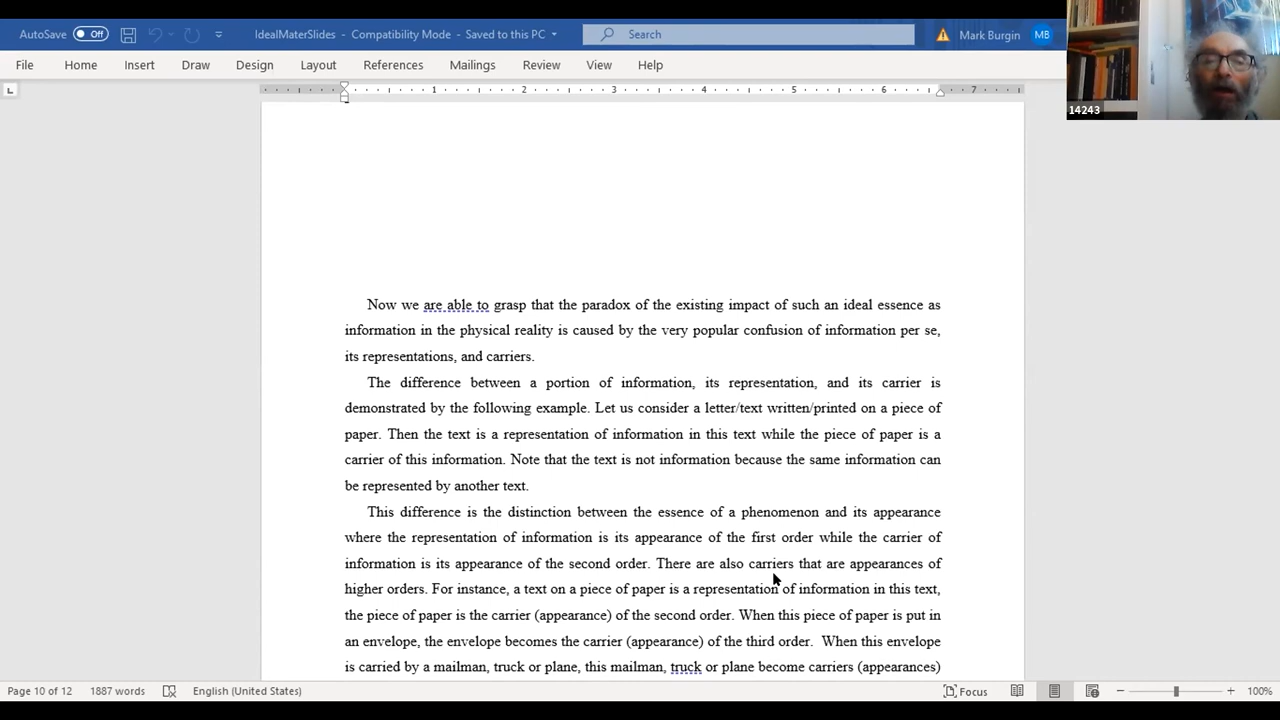 AutoSave Off IdealMaterSlides - Compatibility Mode - Saved to this PC Search Mark Burgin MB
File Home Insert Draw Design Layout References Mailings Review View Help
1 2 3 4 5 6 7
14243
Now we are able to grasp that the paradox of the existing impact of such an ideal essence as
information in the physical reality is caused by the very popular confusion of information per se,
its representations, and carriers.
The difference between a portion of information, its representation, and its carrier is
demonstrated by the following example. Let us consider a letter/text written/printed on a piece of
paper. Then the text is a representation of information in this text while the piece of paper is a
carrier of this information. Note that the text is not information because the same information can
be represented by another text.
This difference is the distinction between the essence of a phenomenon and its appearance
where the representation of information is its appearance of the first order while the carrier of
information is its appearance of the second order. There are also carriers that are appearances of
higher orders. For instance, a text on a piece of paper is a representation of information in this text,
the piece of paper is the carrier (appearance) of the second order. When this piece of paper is put in
an envelope, the envelope becomes the carrier (appearance) of the third order. When this envelope
is carried by a mailman, truck or plane, this mailman, truck or plane become carriers (appearances)
Page 10 of 12 1887 words English (United States) Focus 100%